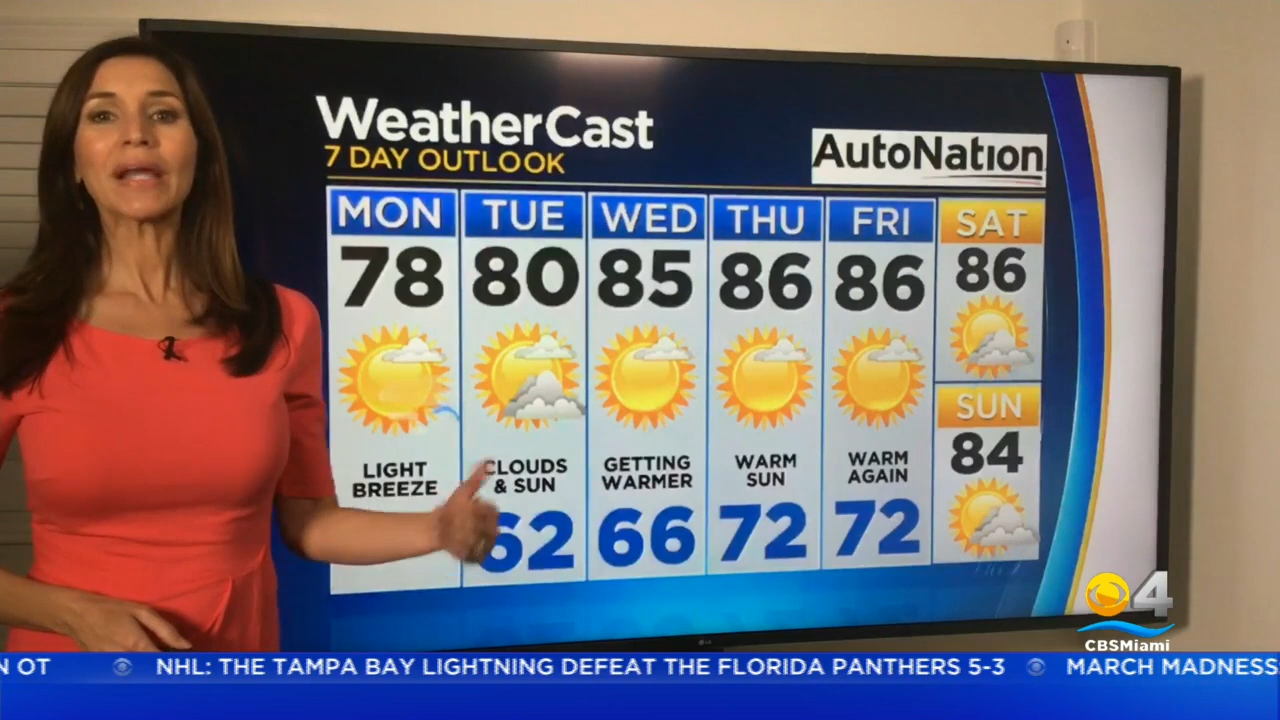 WeatherCast
7 DAY OUTLOOK
AutoNation
MON
78
LIGHT
BREEZE
TUE
80
CLOUDS
& SUN
62
WED
85
GETTING
WARMER
66
THU
86
WARM
SUN
72
FRI
86
WARM
AGAIN
72
SAT
86
SUN
84
LG
4
CBSMiami
N OT NHL: THE TAMPA BAY LIGHTNING DEFEAT THE FLORIDA PANTHERS 5-3 MARCH MADNESS: